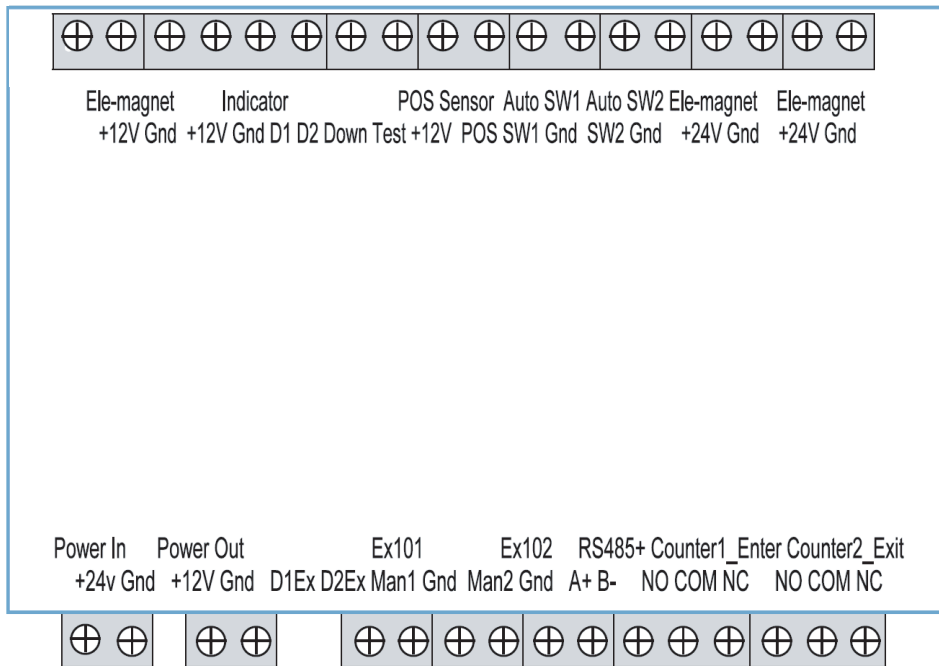 Ele-magnet Indicator POS Sensor Auto SW1 Auto SW2 Ele-magnet Ele-magnet
+12V Gnd +12V Gnd D1 D2 Down Test +12V POS SW1 Gnd SW2 Gnd +24V Gnd +24V Gnd
Power In Power Out Ex101 Ex102 RS485+ Counter1_Enter Counter2_Exit
+24v Gnd +12V Gnd D1Ex D2Ex Man1 Gnd Man2 Gnd A+ B- NO COM NC NO COM NC